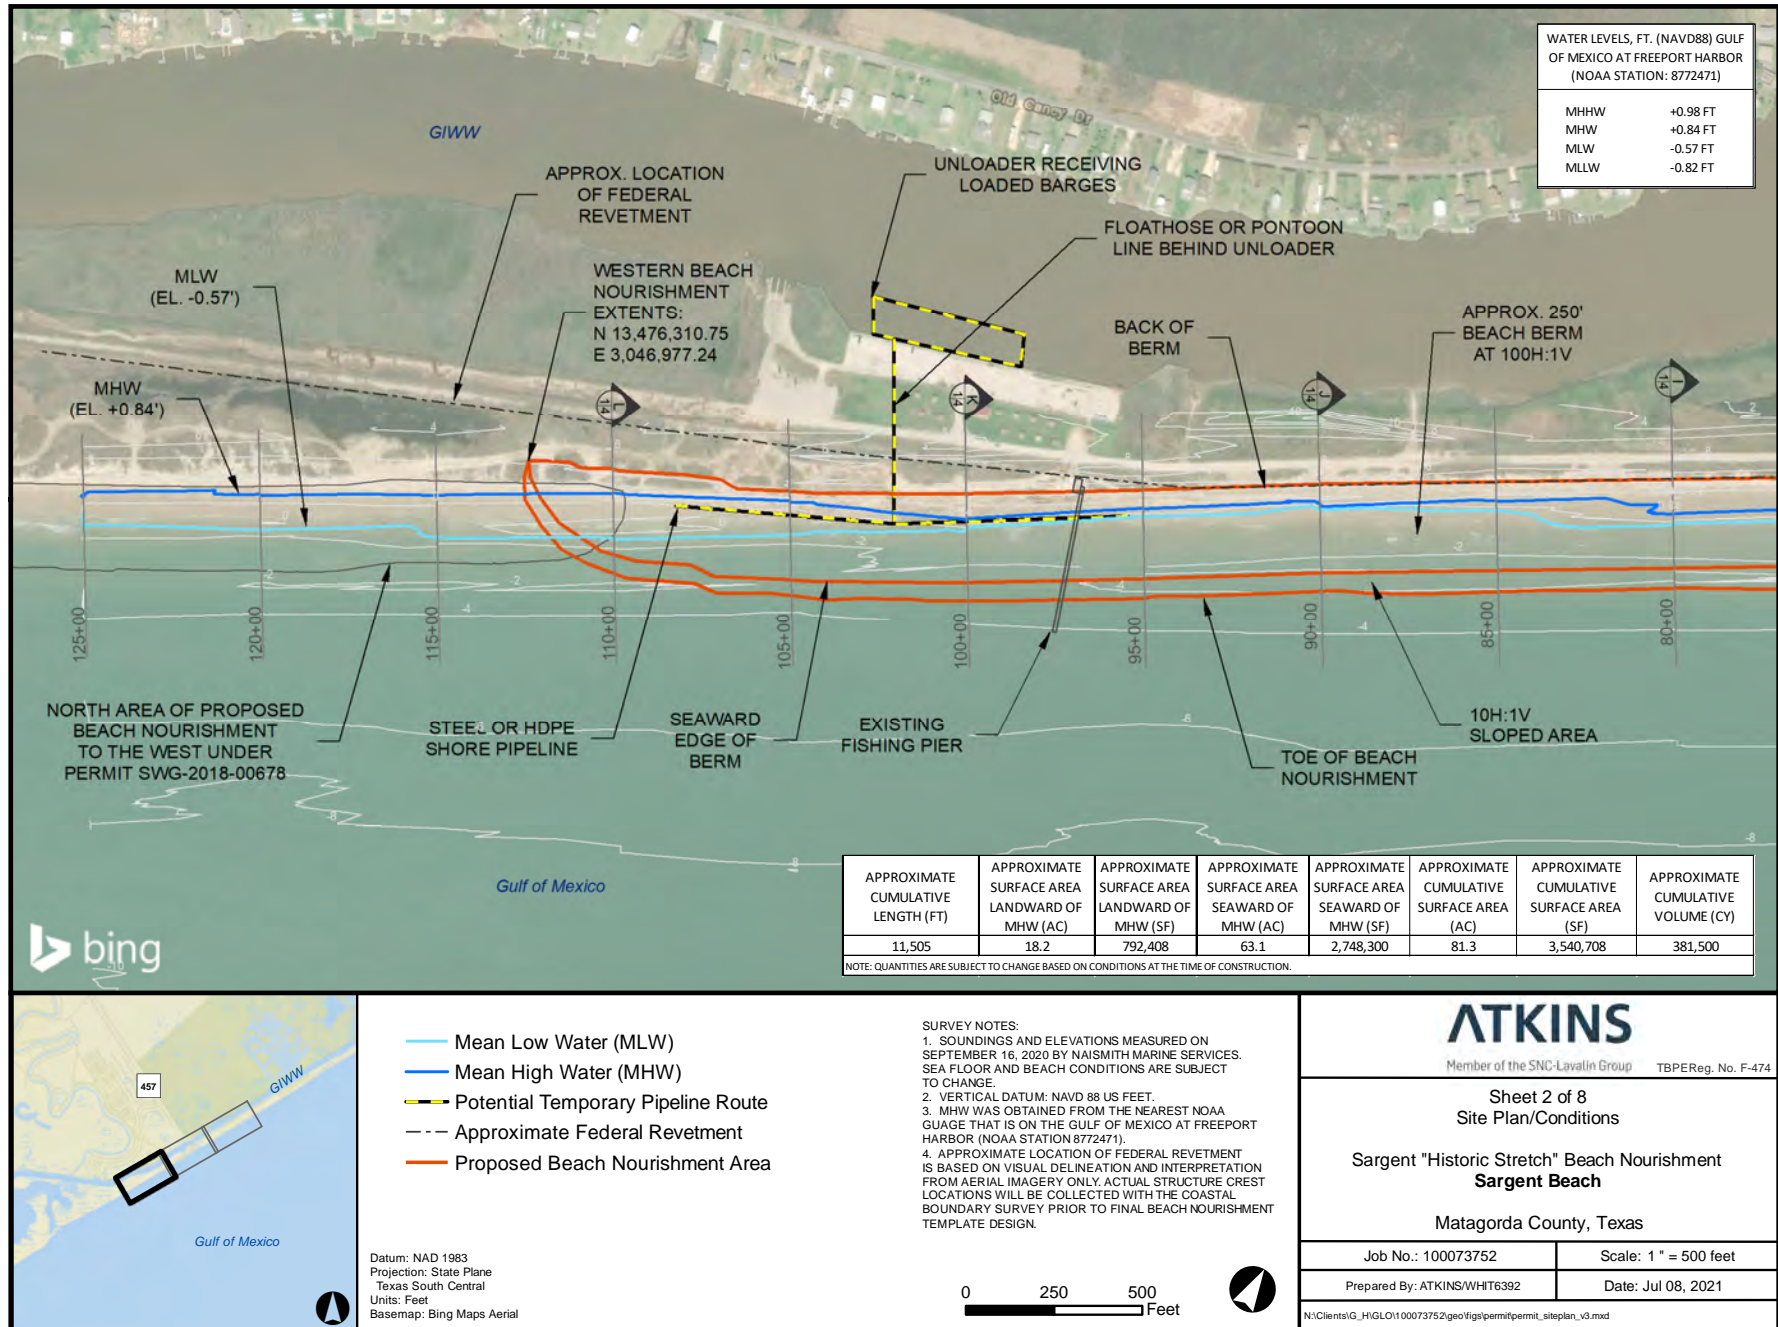 WATER LEVELS, FT. (NAVD88) GULF
OF MEXICO AT FREEPORT HARBOR
(NOAA STATION: 8772471)
MHHW +0.98 FT
MHW +0.84 FT
MLW -0.57 FT
MLLW -0.82 FT
Old Caney Dr
GIWW
APPROX. LOCATION
OF FEDERAL
REVETMENT
UNLOADER RECEIVING
LOADED BARGES
FLOATHOSE OR PONTOON
LINE BEHIND UNLOADER
MLW
(EL. -0.57')
WESTERN BEACH
NOURISHMENT
EXTENTS:
N 13,476,310.75
E 3,046,977.24
BACK OF
BERM
APPROX. 250'
BEACH BERM
AT 100H:1V
MHW
(EL. +0.84')
L
14
K
14
J
14
I
14
125+00
120+00
115+00
110+00
105+00
100+00
95+00
90+00
85+00
80+00
NORTH AREA OF PROPOSED
BEACH NOURISHMENT
TO THE WEST UNDER
PERMIT SWG-2018-00678
STEEL OR HDPE
SHORE PIPELINE
SEAWARD
EDGE OF
BERM
EXISTING
FISHING PIER
TOE OF BEACH
NOURISHMENT
10H:1V
SLOPED AREA
Gulf of Mexico
bing
APPROXIMATE CUMULATIVE LENGTH (FT)
APPROXIMATE SURFACE AREA LANDWARD OF MHW (AC)
APPROXIMATE SURFACE AREA LANDWARD OF MHW (SF)
APPROXIMATE SURFACE AREA SEAWARD OF MHW (AC)
APPROXIMATE SURFACE AREA SEAWARD OF MHW (SF)
APPROXIMATE CUMULATIVE SURFACE AREA (AC)
APPROXIMATE CUMULATIVE SURFACE AREA (SF)
APPROXIMATE CUMULATIVE VOLUME (CY)
11,505 18.2 792,408 63.1 2,748,300 81.3 3,540,708 381,500
NOTE: QUANTITIES ARE SUBJECT TO CHANGE BASED ON CONDITIONS AT THE TIME OF CONSTRUCTION.
457
GIWW
Gulf of Mexico
Mean Low Water (MLW)
Mean High Water (MHW)
Potential Temporary Pipeline Route
Approximate Federal Revetment
Proposed Beach Nourishment Area
Datum: NAD 1983
Projection: State Plane
Texas South Central
Units: Feet
Basemap: Bing Maps Aerial
SURVEY NOTES:
1. SOUNDINGS AND ELEVATIONS MEASURED ON
SEPTEMBER 16, 2020 BY NAISMITH MARINE SERVICES.
SEA FLOOR AND BEACH CONDITIONS ARE SUBJECT
TO CHANGE.
2. VERTICAL DATUM: NAVD 88 US FEET.
3. MHW WAS OBTAINED FROM THE NEAREST NOAA
GUAGE THAT IS ON THE GULF OF MEXICO AT FREEPORT
HARBOR (NOAA STATION 8772471).
4. APPROXIMATE LOCATION OF FEDERAL REVETMENT
IS BASED ON VISUAL DELINEATION AND INTERPRETATION
FROM AERIAL IMAGERY ONLY. ACTUAL STRUCTURE CREST
LOCATIONS WILL BE COLLECTED WITH THE COASTAL
BOUNDARY SURVEY PRIOR TO FINAL BEACH NOURISHMENT
TEMPLATE DESIGN.
0 250 500
Feet
ATKINS
Member of the SNC-Lavalin Group
TBPEReg. No. F-474
Sheet 2 of 8
Site Plan/Conditions
Sargent "Historic Stretch" Beach Nourishment
Sargent Beach
Matagorda County, Texas
Job No.: 100073752
Scale: 1 " = 500 feet
Prepared By: ATKINS/WHIT6392
Date: Jul 08, 2021
N:\Clients\G_H\GLO\100073752\geo\figs\permit\permit_siteplan_v3.mxd